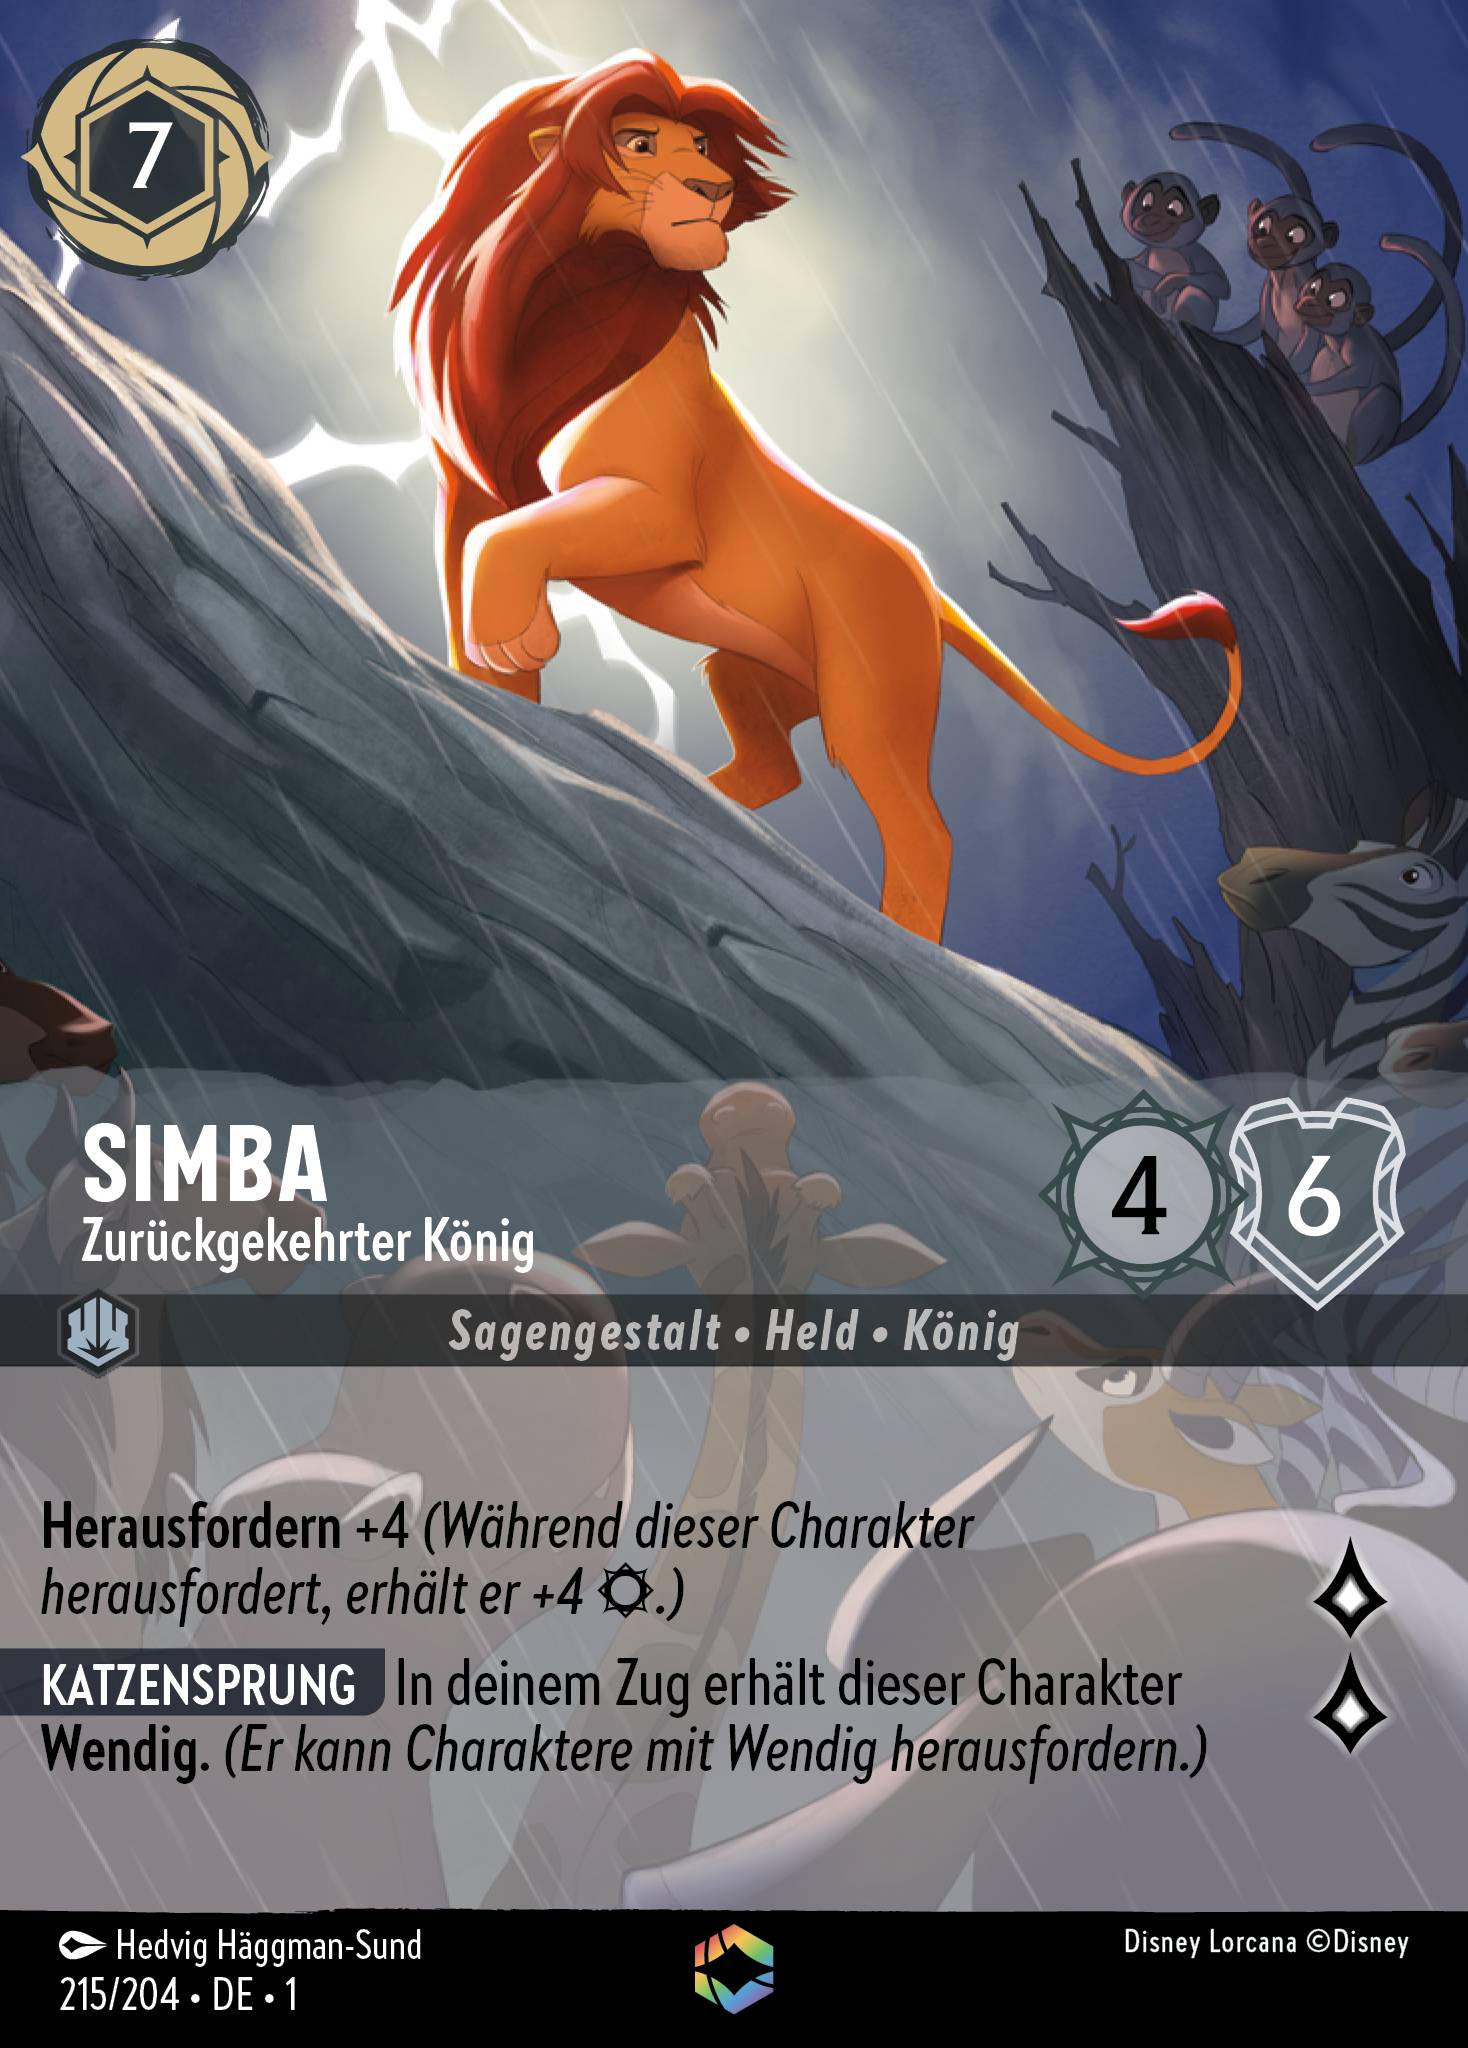 7
SIMBA
Zurückgekehrter König
4
6
Sagengestalt • Held • König
Herausfordern +4 (Während dieser Charakter
herausfordert, erhält er +4 .)
KATZENSPRUNG In deinem Zug erhält dieser Charakter
Wendig. (Er kann Charaktere mit Wendig herausfordern.)
Hedvig Häggman-Sund
215/204 • DE • 1
Disney Lorcana ©Disney